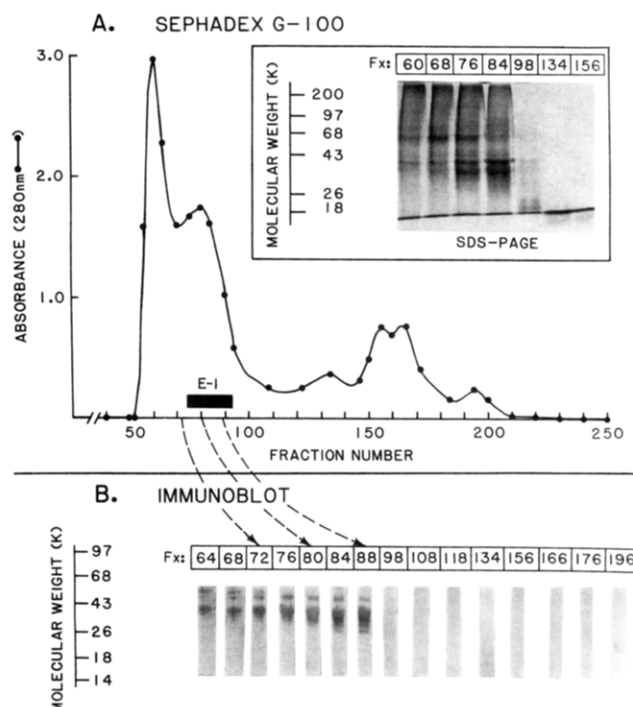 A. SEPHADEX G-100
3.0
2.0
1.0
ABSORBANCE (280nm)
Fx: 60 68 76 84 98 134 156
MOLECULAR WEIGHT (K)
200
97
68
43
26
18
SDS-PAGE
E-1
50 100 150 200 250
FRACTION NUMBER
B. IMMUNOBLOT
Fx: 64 68 72 76 80 84 88 98 108 118 134 156 166 176 196
MOLECULAR WEIGHT (K)
97
68
43
26
18
14